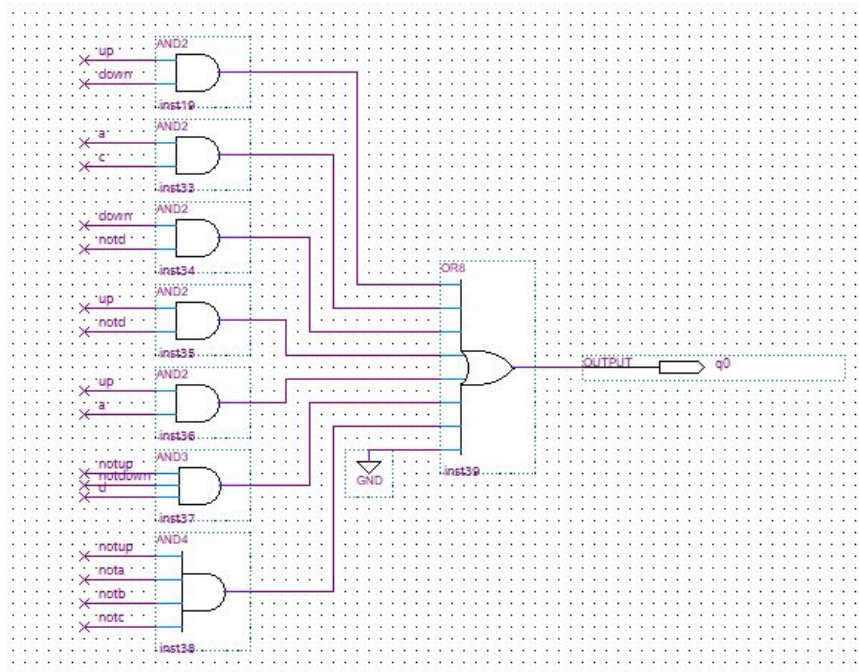 AND2
up
down
inst19
AND2
a
c
inst33
AND2
down
notd
inst34
AND2
up
notd
inst35
AND2
up
a
inst36
AND3
notup
notdown
d
inst37
AND4
notup
nota
notb
notc
inst38
OR8
inst39
GND
OUTPUT
q0